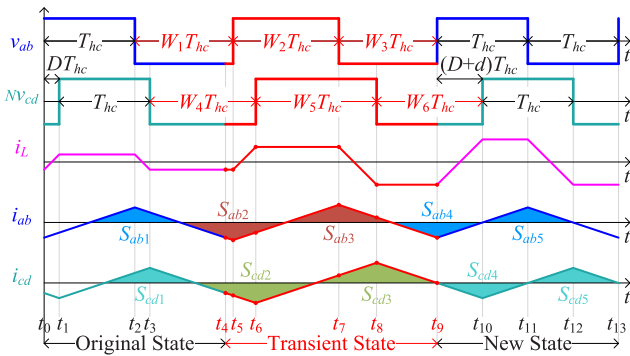 v_ab T_hc W_1T_hc W_2T_hc W_3T_hc T_hc T_hc t
DT_hc (D+d)T_hc
Nv_cd T_hc W_4T_hc W_5T_hc W_6T_hc T_hc t
i_L t
i_ab S_ab1 S_ab2 S_ab3 S_ab4 S_ab5 t
i_cd S_cd1 S_cd2 S_cd3 S_cd4 S_cd5 t
t_0 t_1 t_2 t_3 t_4 t_5 t_6 t_7 t_8 t_9 t_10 t_11 t_12 t_13
Original State Transient State New State